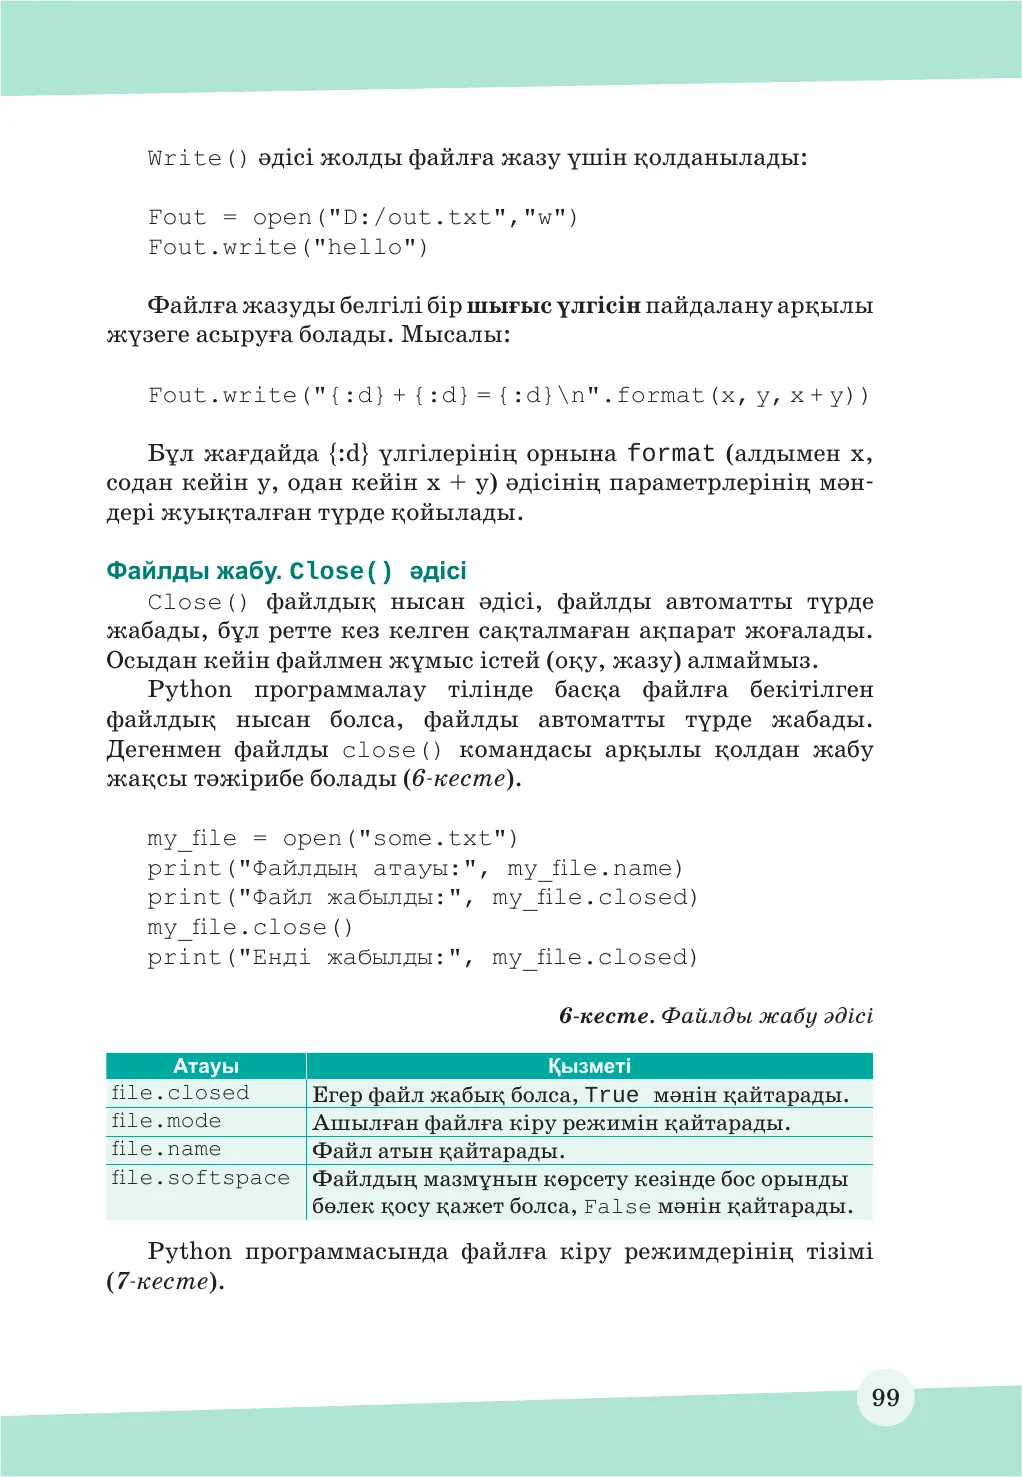 Write() әдісі жолды файлға жазу үшін қолданылады:
Fout = open("D:/out.txt","w")
Fout.write("hello")
Файлға жазуды белгілі бір шығыс үлгісін пайдалану арқылы
жүзеге асыруға болады. Мысалы:
Fout.write("{:d}+{:d}={:d}\n".format(x, y, x+y))
Бұл жағдайда {:d} үлгілерінің орнына format (алдымен x,
содан кейін y, одан кейін x + y) әдісінің параметрлерінің мән-
дері жуықталған түрде қойылады.
Файлды жабу. Close() әдісі
Close() файлдық нысан әдісі, файлды автоматты түрде
жабады, бұл ретте кез келген сақталмаған ақпарат жоғалады.
Осыдан кейін файлмен жұмыс істей (оқу, жазу) алмаймыз.
Python программалау тілінде басқа файлға бекітілген
файлдық нысан болса, файлды автоматты түрде жабады.
Дегенмен файлды close() командасы арқылы қолдан жабу
жақсы тәжірибе болады (6-кесте).
my_file = open("some.txt")
print("Файлдың атауы:", my_file.name)
print("Файл жабылды:", my_file.closed)
my_file.close()
print("Енді жабылды:", my_file.closed)
6-кесте. Файлды жабу әдісі
Атауы Қызметі
file.closed Егер файл жабық болса, True мәнін қайтарады.
file.mode Ашылған файлға кіру режимін қайтарады.
file.name Файл атын қайтарады.
file.softspace Файлдың мазмұнын көрсету кезінде бос орынды
бөлек қосу қажет болса, False мәнін қайтарады.
Python программасында файлға кіру режимдерінің тізімі
(7-кесте).
99